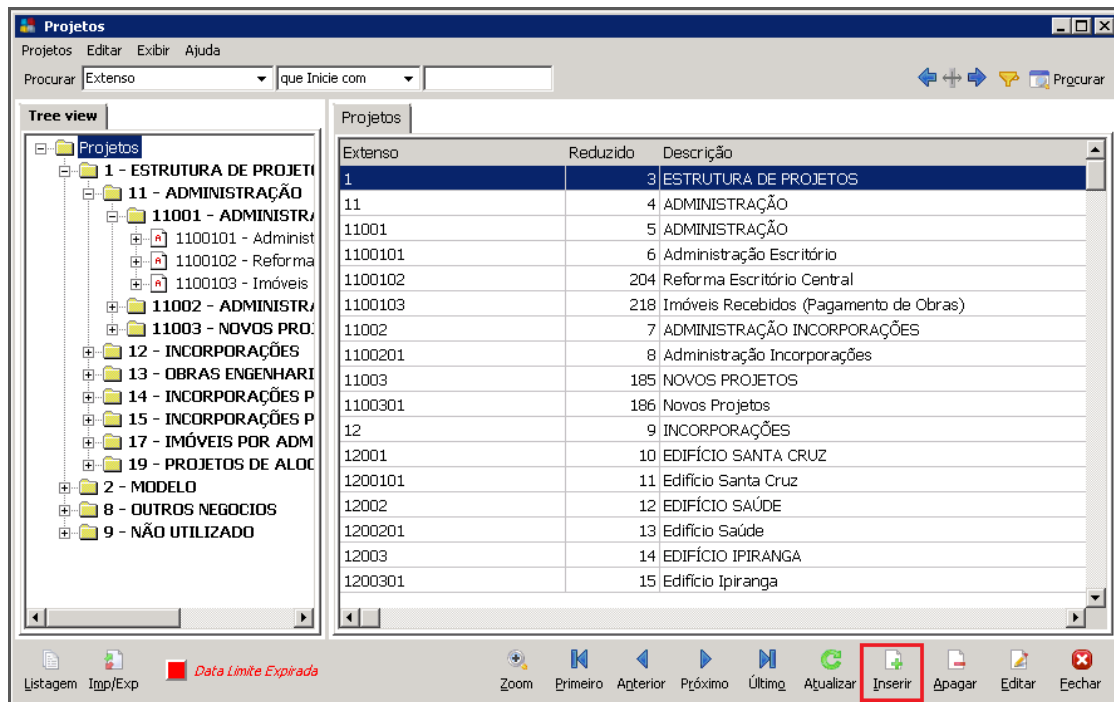 Projetos
Projetos Editar Exibir Ajuda
Procurar Extenso que Inicie com Procurar
Tree view
Projetos
1 - ESTRUTURA DE PROJET
11 - ADMINISTRAÇÃO
11001 - ADMINISTR
1100101 - Administ
1100102 - Reforma
1100103 - Imóveis
11002 - ADMINISTR
11003 - NOVOS PRO
12 - INCORPORAÇÕES
13 - OBRAS ENGENHARI
14 - INCORPORAÇÕES P
15 - INCORPORAÇÕES P
17 - IMÓVEIS POR ADM
19 - PROJETOS DE ALOC
2 - MODELO
8 - OUTROS NEGOCIOS
9 - NÃO UTILIZADO
Projetos
Extenso Reduzido Descrição
1 3 ESTRUTURA DE PROJETOS
11 4 ADMINISTRAÇÃO
11001 5 ADMINISTRAÇÃO
1100101 6 Administração Escritório
1100102 204 Reforma Escritório Central
1100103 218 Imóveis Recebidos (Pagamento de Obras)
11002 7 ADMINISTRAÇÃO INCORPORAÇÕES
1100201 8 Administração Incorporações
11003 185 NOVOS PROJETOS
1100301 186 Novos Projetos
12 9 INCORPORAÇÕES
12001 10 EDIFÍCIO SANTA CRUZ
1200101 11 Edifício Santa Cruz
12002 12 EDIFÍCIO SAÚDE
1200201 13 Edifício Saúde
12003 14 EDIFÍCIO IPIRANGA
1200301 15 Edifício Ipiranga
Listagem Imp/Exp Data Limite Expirada Zoom Primeiro Anterior Próximo Último Atualizar Inserir Apagar Editar Fechar